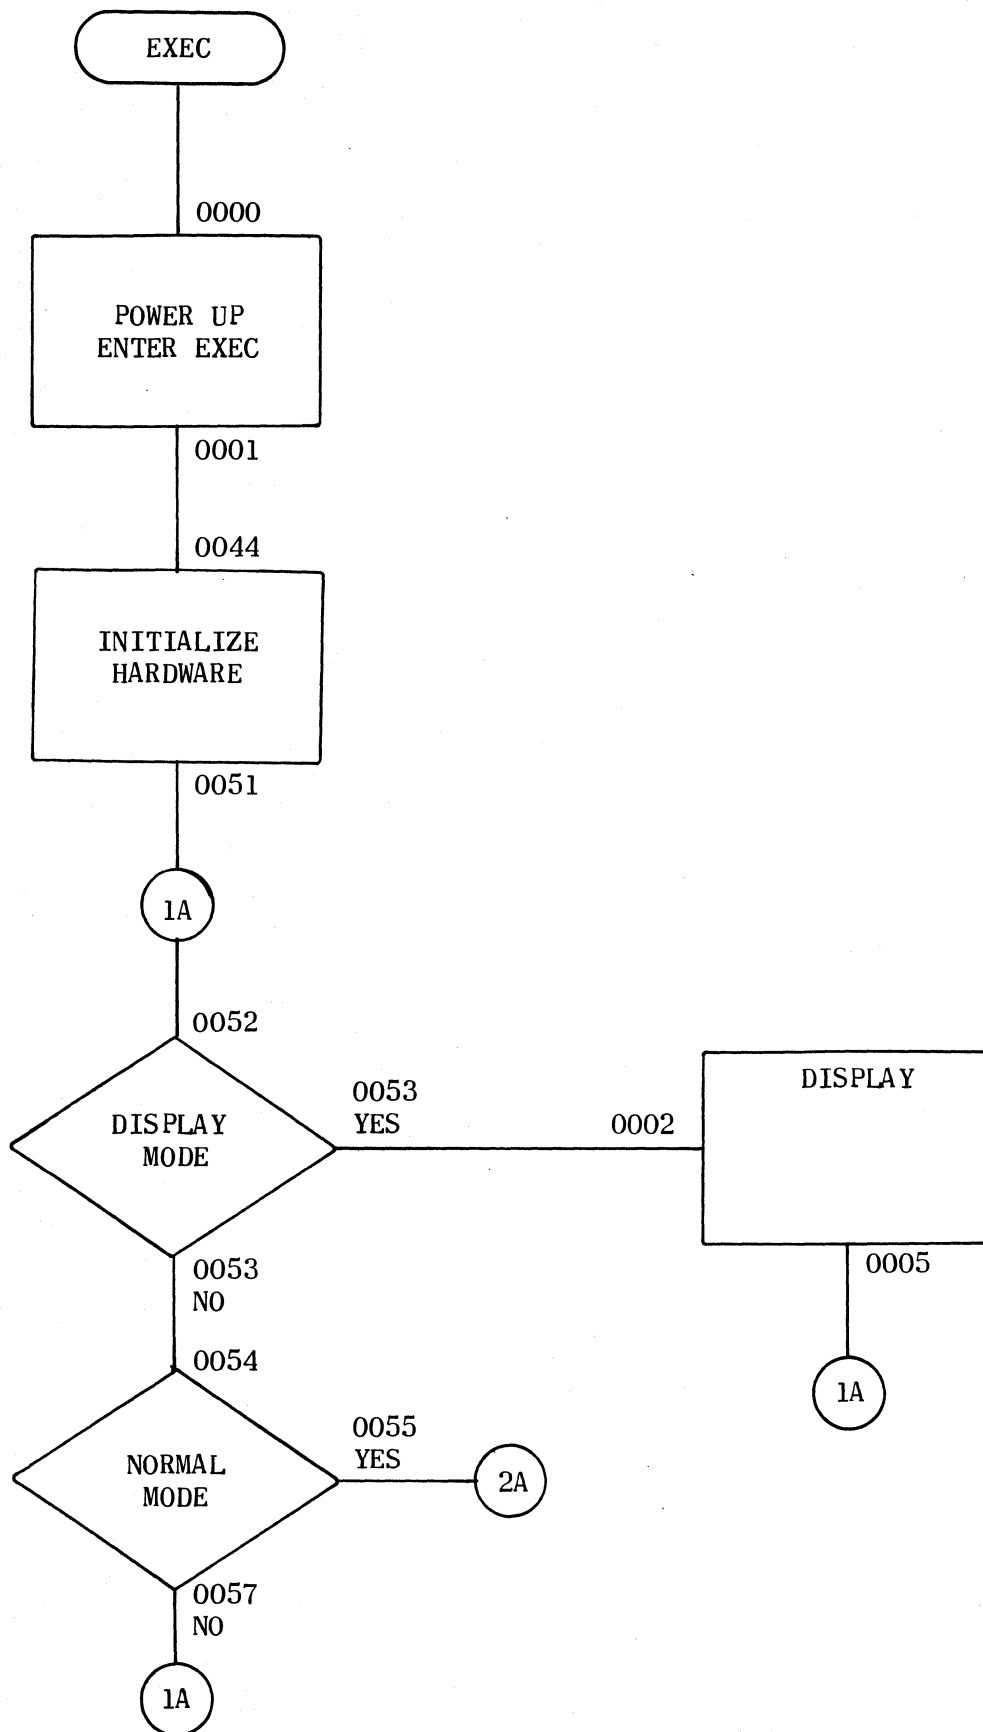 EXEC
0000
POWER UP
ENTER EXEC
0001
0044
INITIALIZE
HARDWARE
0051
1A
0052
DISPLAY
MODE
0053
YES
0002
DISPLAY
0005
1A
0053
NO
0054
NORMAL
MODE
0055
YES
2A
0057
NO
1A